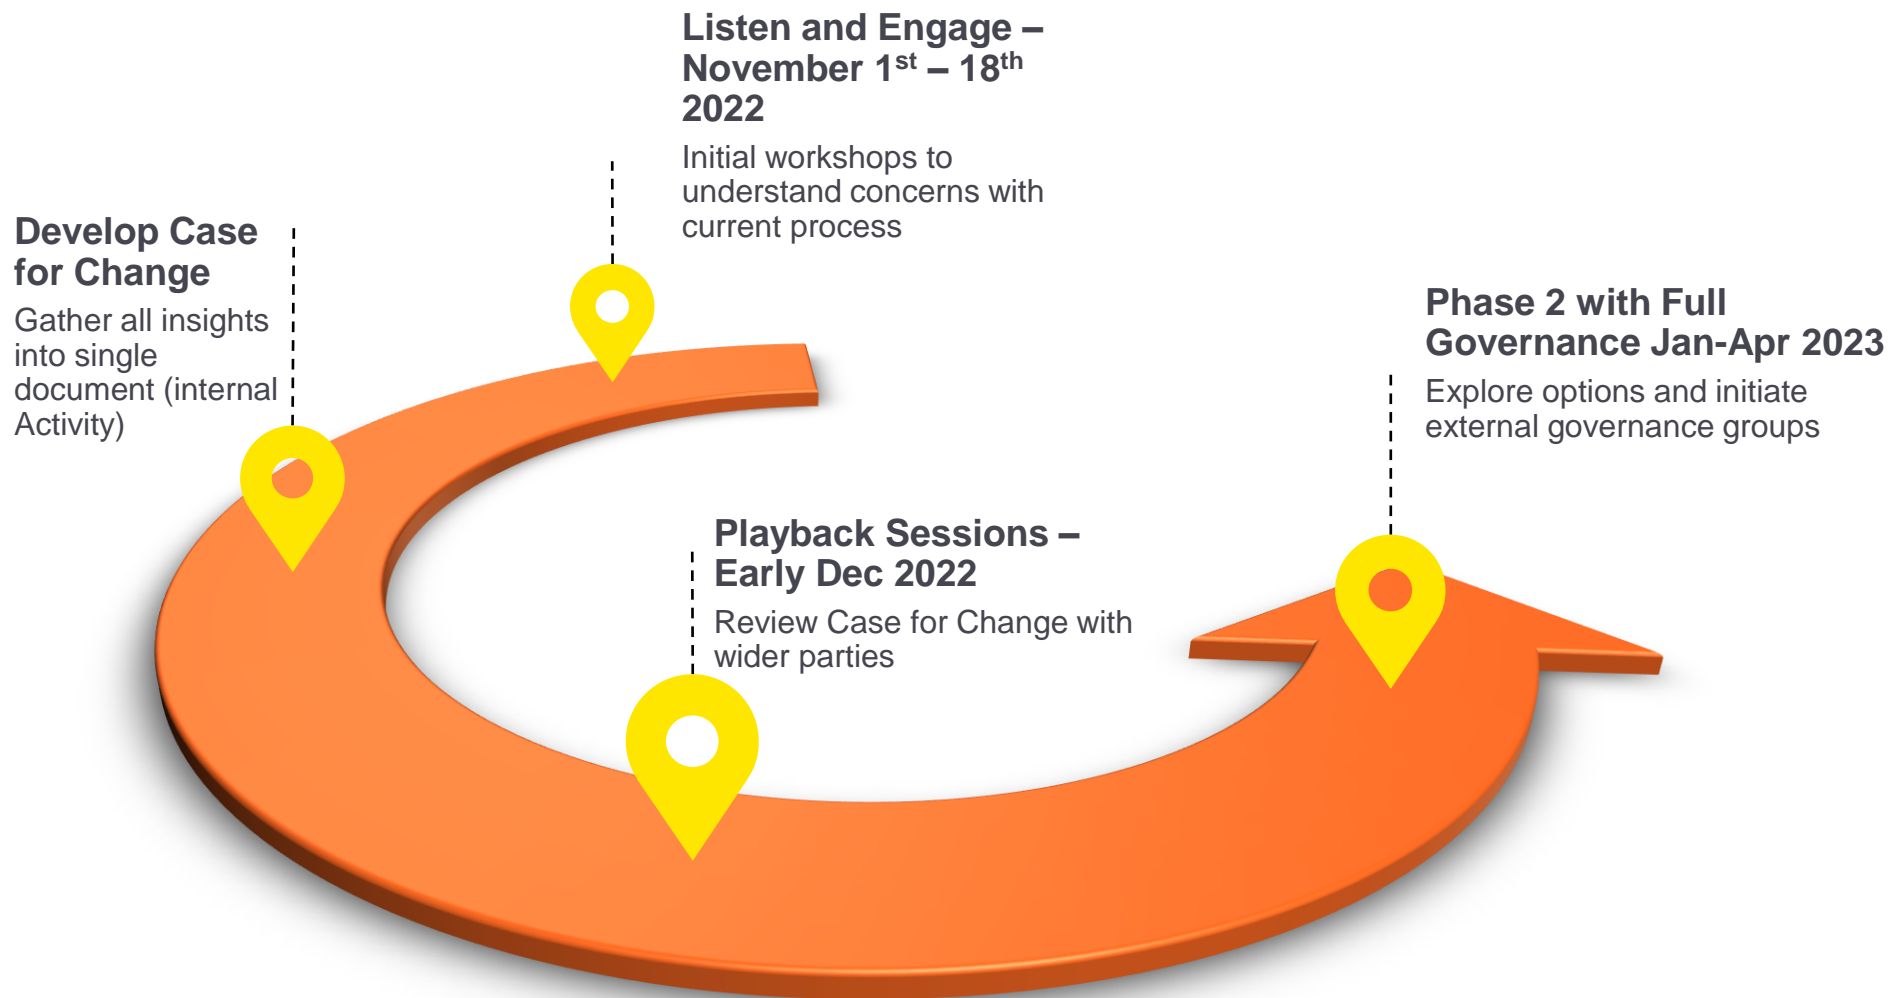 Listen and Engage –
November 1st – 18th
2022
Initial workshops to
understand concerns with
current process
Develop Case
for Change
Gather all insights
into single
document (internal
Activity)
Playback Sessions –
Early Dec 2022
Review Case for Change with
wider parties
Phase 2 with Full
Governance Jan-Apr 2023
Explore options and initiate
external governance groups